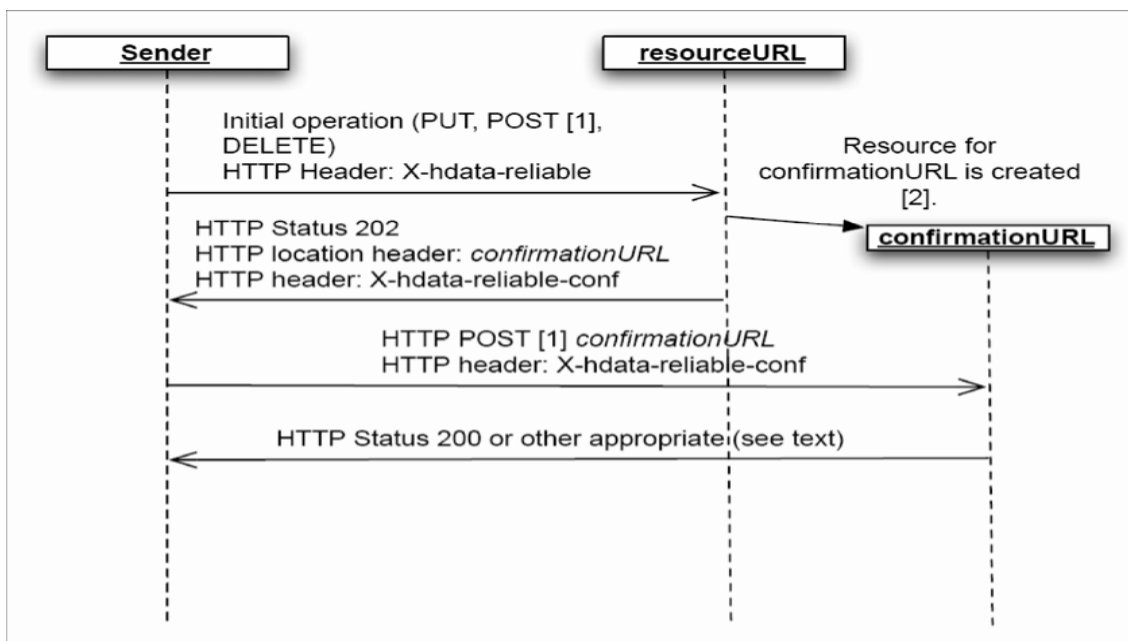 Sender
resourceURL
Initial operation (PUT, POST [1],
DELETE)
HTTP Header: X-hdata-reliable
Resource for
confirmationURL is created
[2].
confirmationURL
HTTP Status 202
HTTP location header: confirmationURL
HTTP header: X-hdata-reliable-conf
HTTP POST [1] confirmationURL
HTTP header: X-hdata-reliable-conf
HTTP Status 200 or other appropriate (see text)